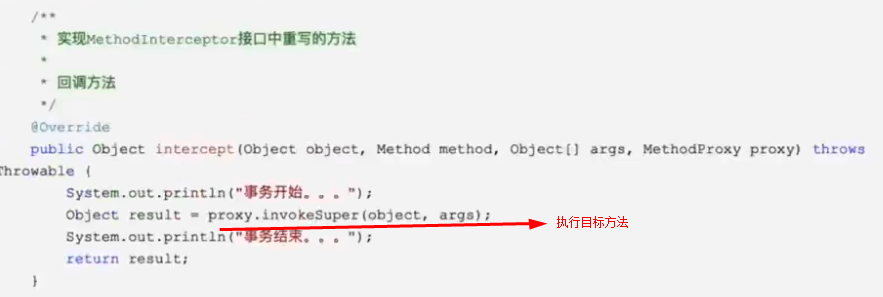 /**
* 实现MethodInterceptor接口中重写的方法
*
* 回调方法
*/
@Override
public Object intercept(Object object, Method method, Object[] args, MethodProxy proxy) throws
Throwable {
System.out.println("事务开始。。。");
Object result = proxy.invokeSuper(object, args);
执行目标方法
System.out.println("事务结束。。。");
return result;
}